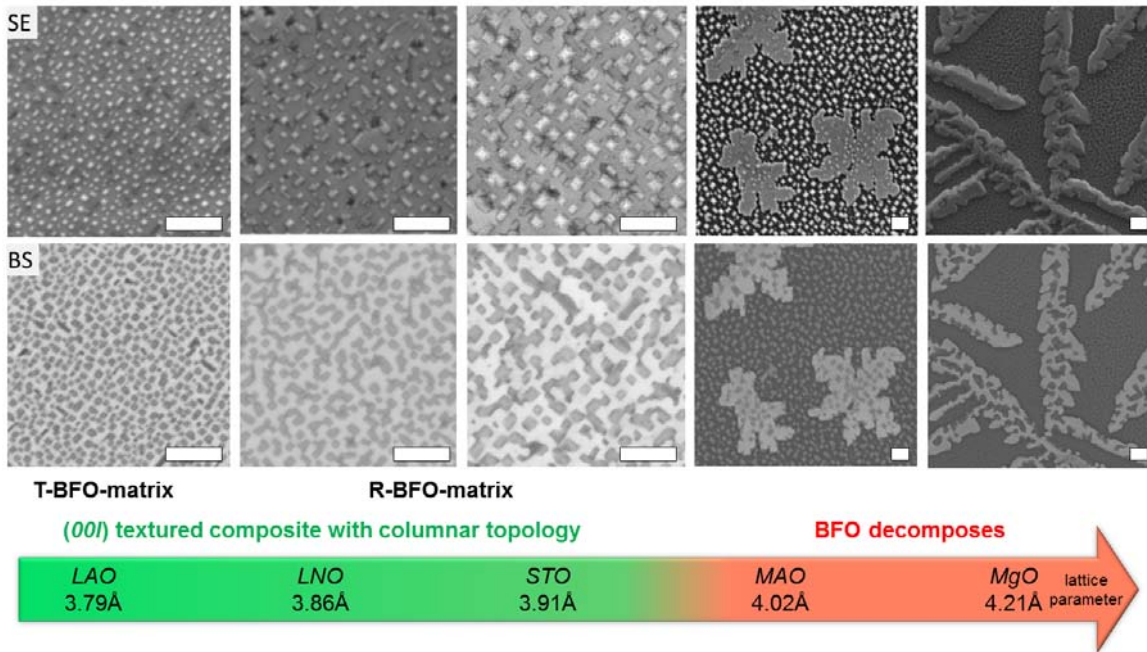 SE
BS
T-BFO-matrix R-BFO-matrix
(00l) textured composite with columnar topology BFO decomposes
LAO LNO STO MAO MgO lattice
3.79Å 3.86Å 3.91Å 4.02Å 4.21Å parameter